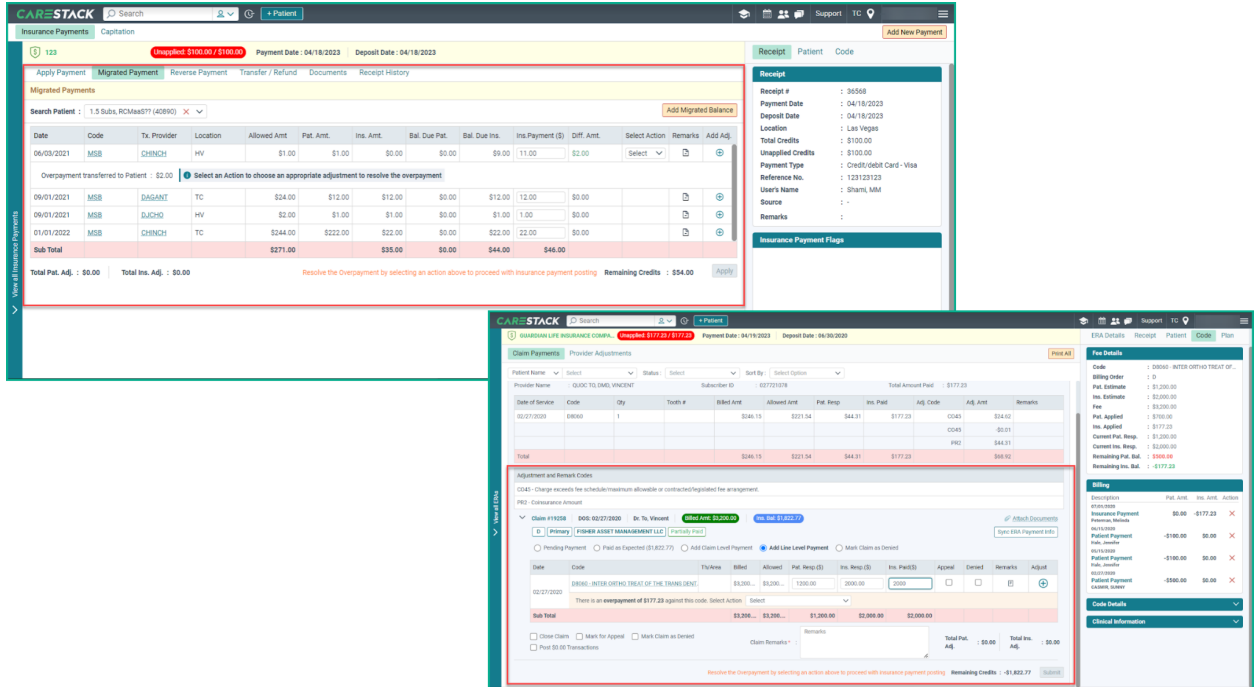 CARESTACK Search + Patient Support TC
Insurance Payments Capitation Add New Payment
123 Unapplied: $100.00 / $100.00 Payment Date : 04/18/2023 Deposit Date : 04/18/2023
Apply Payment Migrated Payment Reverse Payment Transfer / Refund Documents Receipt History
Migrated Payments
Search Patient : 1.5 Subs, RCMaaS?? (40890) Add Migrated Balance
Date Code Tx. Provider Location Allowed Amt Pat. Amt. Ins. Amt. Bal. Due Pat. Bal. Due Ins. Ins.Payment ($) Diff. Amt. Select Action Remarks Add Adj.
06/03/2021 MSB CHINCH HV $1.00 $1.00 $0.00 $0.00 $9.00 11.00 $2.00 Select
Overpayment transferred to Patient : $2.00 Select an Action to choose an appropriate adjustment to resolve the overpayment
09/01/2021 MSB DAGANT TC $24.00 $12.00 $12.00 $0.00 $12.00 12.00 $0.00
09/01/2021 MSB DJCHO HV $2.00 $1.00 $1.00 $0.00 $1.00 1.00 $0.00
01/01/2022 MSB CHINCH TC $244.00 $222.00 $22.00 $0.00 $22.00 22.00 $0.00
Sub Total $271.00 $35.00 $0.00 $44.00 $46.00
Total Pat. Adj. : $0.00 Total Ins. Adj. : $0.00 Resolve the Overpayment by selecting an action above to proceed with insurance payment posting Remaining Credits : $54.00 Apply
View all Insurance Payments
Receipt Patient Code
Receipt
Receipt # : 36568
Payment Date : 04/18/2023
Deposit Date : 04/18/2023
Location : Las Vegas
Total Credits : $100.00
Unapplied Credits : $100.00
Payment Type : Credit/debit Card - Visa
Reference No. : 123123123
User's Name : Shami, MM
Source : -
Remarks :
Insurance Payment Flags
CARESTACK Search + Patient Support TC
GUARDIAN LIFE INSURANCE COMPA... Unapplied: $177.23 / $177.23 Payment Date : 04/19/2023 Deposit Date : 06/30/2020
Claim Payments Provider Adjustments Print All
Patient Name Select Status : Select Sort By : Select Option
Provider Name : QUOC TO, DMD, VINCENT Subscriber ID : 037721078 Total Amount Paid : $177.23
Date of Service Code Qty Tooth # Billed Amt Allowed Amt Pat. Resp Ins. Paid Adj. Code Adj. Amt Remarks
02/27/2020 D8060 1 $246.15 $221.54 $44.31 $177.23 CO45 $24.62
CO45 -$0.01
PR2 $44.31
Total $246.15 $221.54 $44.31 $177.23 $68.92
Adjustment and Remark Codes
CO45 - Charge exceeds fee schedule/maximum allowable or contracted/legislated fee arrangement.
PR2 - Coinsurance Amount
Claim #19258 DOS: 02/27/2020 Dr. To, Vincent Billed Amt: $3,200.00 Ins. Bal: $1,822.77 Attach Documents
D Primary FISHER ASSET MANAGEMENT LLC Partially Paid Sync ERA Payment Info
Pending Payment Paid as Expected ($1,822.77) Add Claim Level Payment Add Line Level Payment Mark Claim as Denied
Date Code Th/Area Billed Allowed Pat. Resp.($) Ins. Resp.($) Ins. Paid($) Appeal Denied Remarks Adjust
02/27/2020 D8060 - INTER ORTHO TREAT OF THE TRANS DENT. $3,200... $3,200... 1200.00 2000.00 2000
There is an overpayment of $177.23 against this code. Select Action Select
Sub Total $3,200... $3,200... $1,200.00 $2,000.00 $2,000.00
Close Claim Mark for Appeal Mark Claim as Denied
Post $0.00 Transactions
Claim Remarks * : Remarks
Total Pat. Adj. : $0.00 Total Ins. Adj. : $0.00
Resolve the Overpayment by selecting an action above to proceed with insurance payment posting Remaining Credits : -$1,822.77 Submit
View all ERAs
ERA Details Receipt Patient Code Plan
Fee Details
Code : D8060 - INTER ORTHO TREAT OF...
Billing Order : D
Pat. Estimate : $1,200.00
Ins. Estimate : $2,000.00
Fee : $3,200.00
Pat. Applied : $700.00
Ins. Applied : $177.23
Current Pat. Resp. : $1,200.00
Current Ins. Resp. : $2,000.00
Remaining Pat. Bal. : $500.00
Remaining Ins. Bal. : -$177.23
Billing
Description Pat. Amt. Ins. Amt. Action
07/01/2020
Insurance Payment $0.00 -$177.23
Peterman, Melinda
06/15/2020
Patient Payment -$100.00 $0.00
Halo, Jennifer
05/15/2020
Patient Payment -$100.00 $0.00
Halo, Jennifer
02/27/2020
Patient Payment -$500.00 $0.00
CASMIR, SUNNY
Code Details
Clinical Information